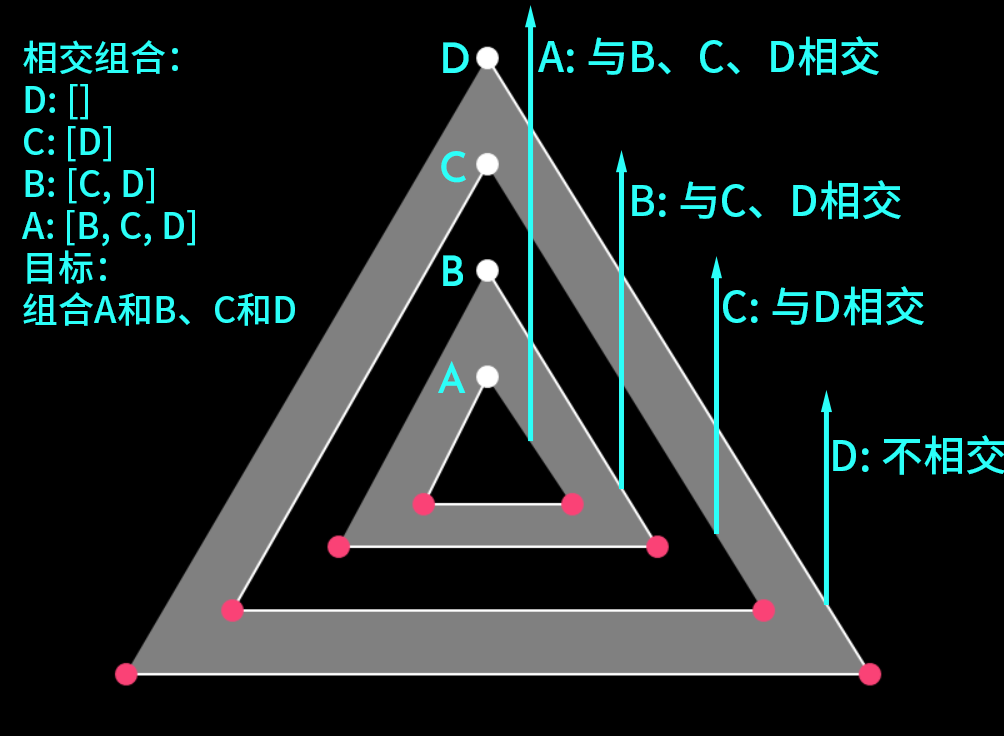 相交组合：
D: []
C: [D]
B: [C, D]
A: [B, C, D]
目标：
组合A和B、C和D
D
A: 与B、C、D相交
C
B: 与C、D相交
B
C: 与D相交
A
D: 不相交